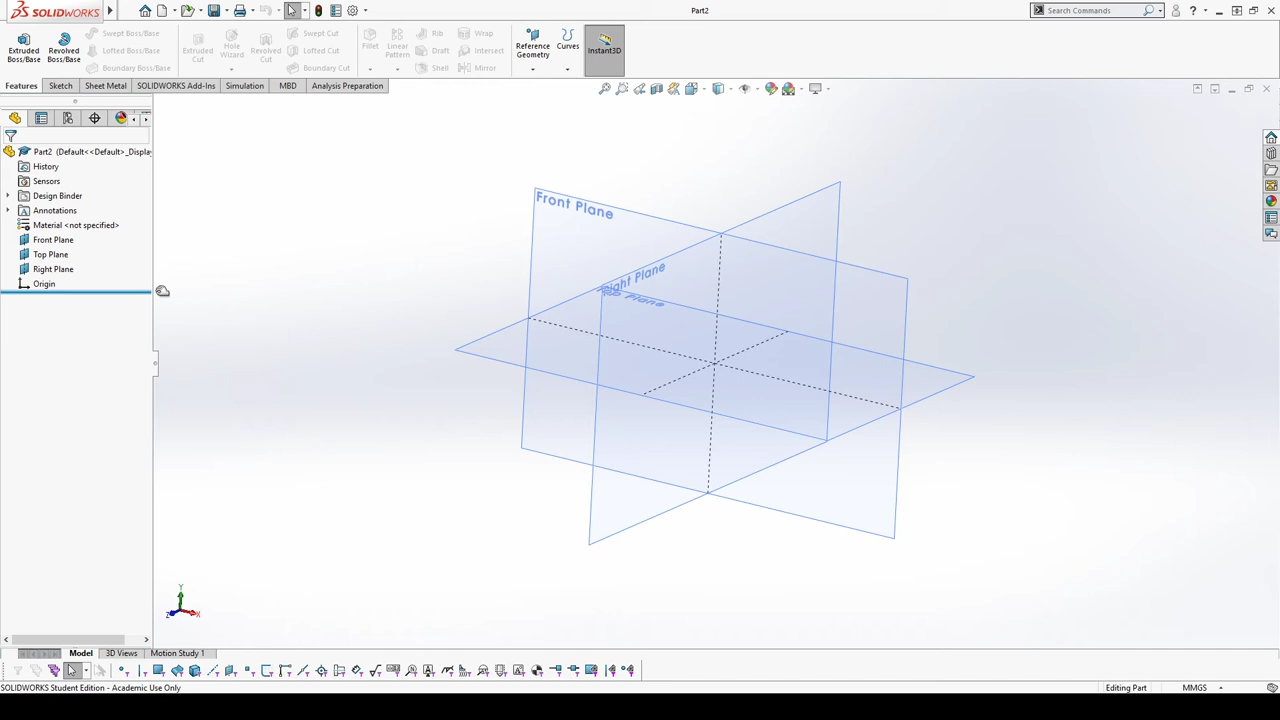 SOLIDWORKS
Part2
Search Commands
Extruded Boss/Base
Revolved Boss/Base
Swept Boss/Base
Lofted Boss/Base
Boundary Boss/Base
Extruded Cut
Hole Wizard
Revolved Cut
Swept Cut
Lofted Cut
Boundary Cut
Fillet
Linear Pattern
Rib
Draft
Shell
Wrap
Intersect
Mirror
Reference Geometry
Curves
Instant3D
Features
Sketch
Sheet Metal
SOLIDWORKS Add-Ins
Simulation
MBD
Analysis Preparation
Part2 (Default<<Default>_Display
History
Sensors
Design Binder
Annotations
Material <not specified>
Front Plane
Top Plane
Right Plane
Origin
Front Plane
Right Plane
Top Plane
Y
Z
X
Model
3D Views
Motion Study 1
SOLIDWORKS Student Edition - Academic Use Only
Editing Part
MMGS